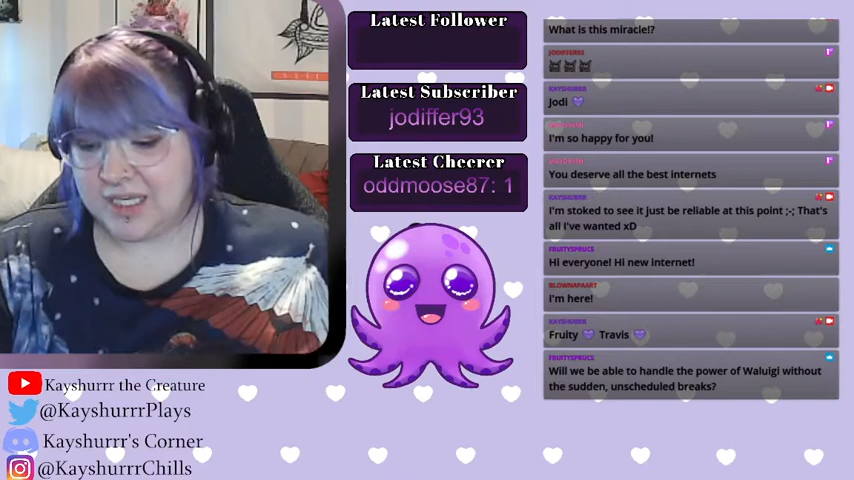 Latest Follower
Latest Subscriber
jodiffer93
Latest Cheerer
oddmoose87: 1
What is this miracle!?
JODIFFER93
KAYSHURRR
Jodi
I'm so happy for you!
You deserve all the best internets
KAYSHURRR
I'm stoked to see it just be reliable at this point ;-; That's
all I've wanted xD
FRUITYSPRUCE
Hi everyone! Hi new internet!
BLOWNAPAART
I'm here!
KAYSHURRR
Fruity Travis
FRUITYSPRUCE
Will we be able to handle the power of Waluigi without
the sudden, unscheduled breaks?
Kayshurrr the Creature
@KayshurrrPlays
Kayshurrr's Corner
@KayshurrrChills